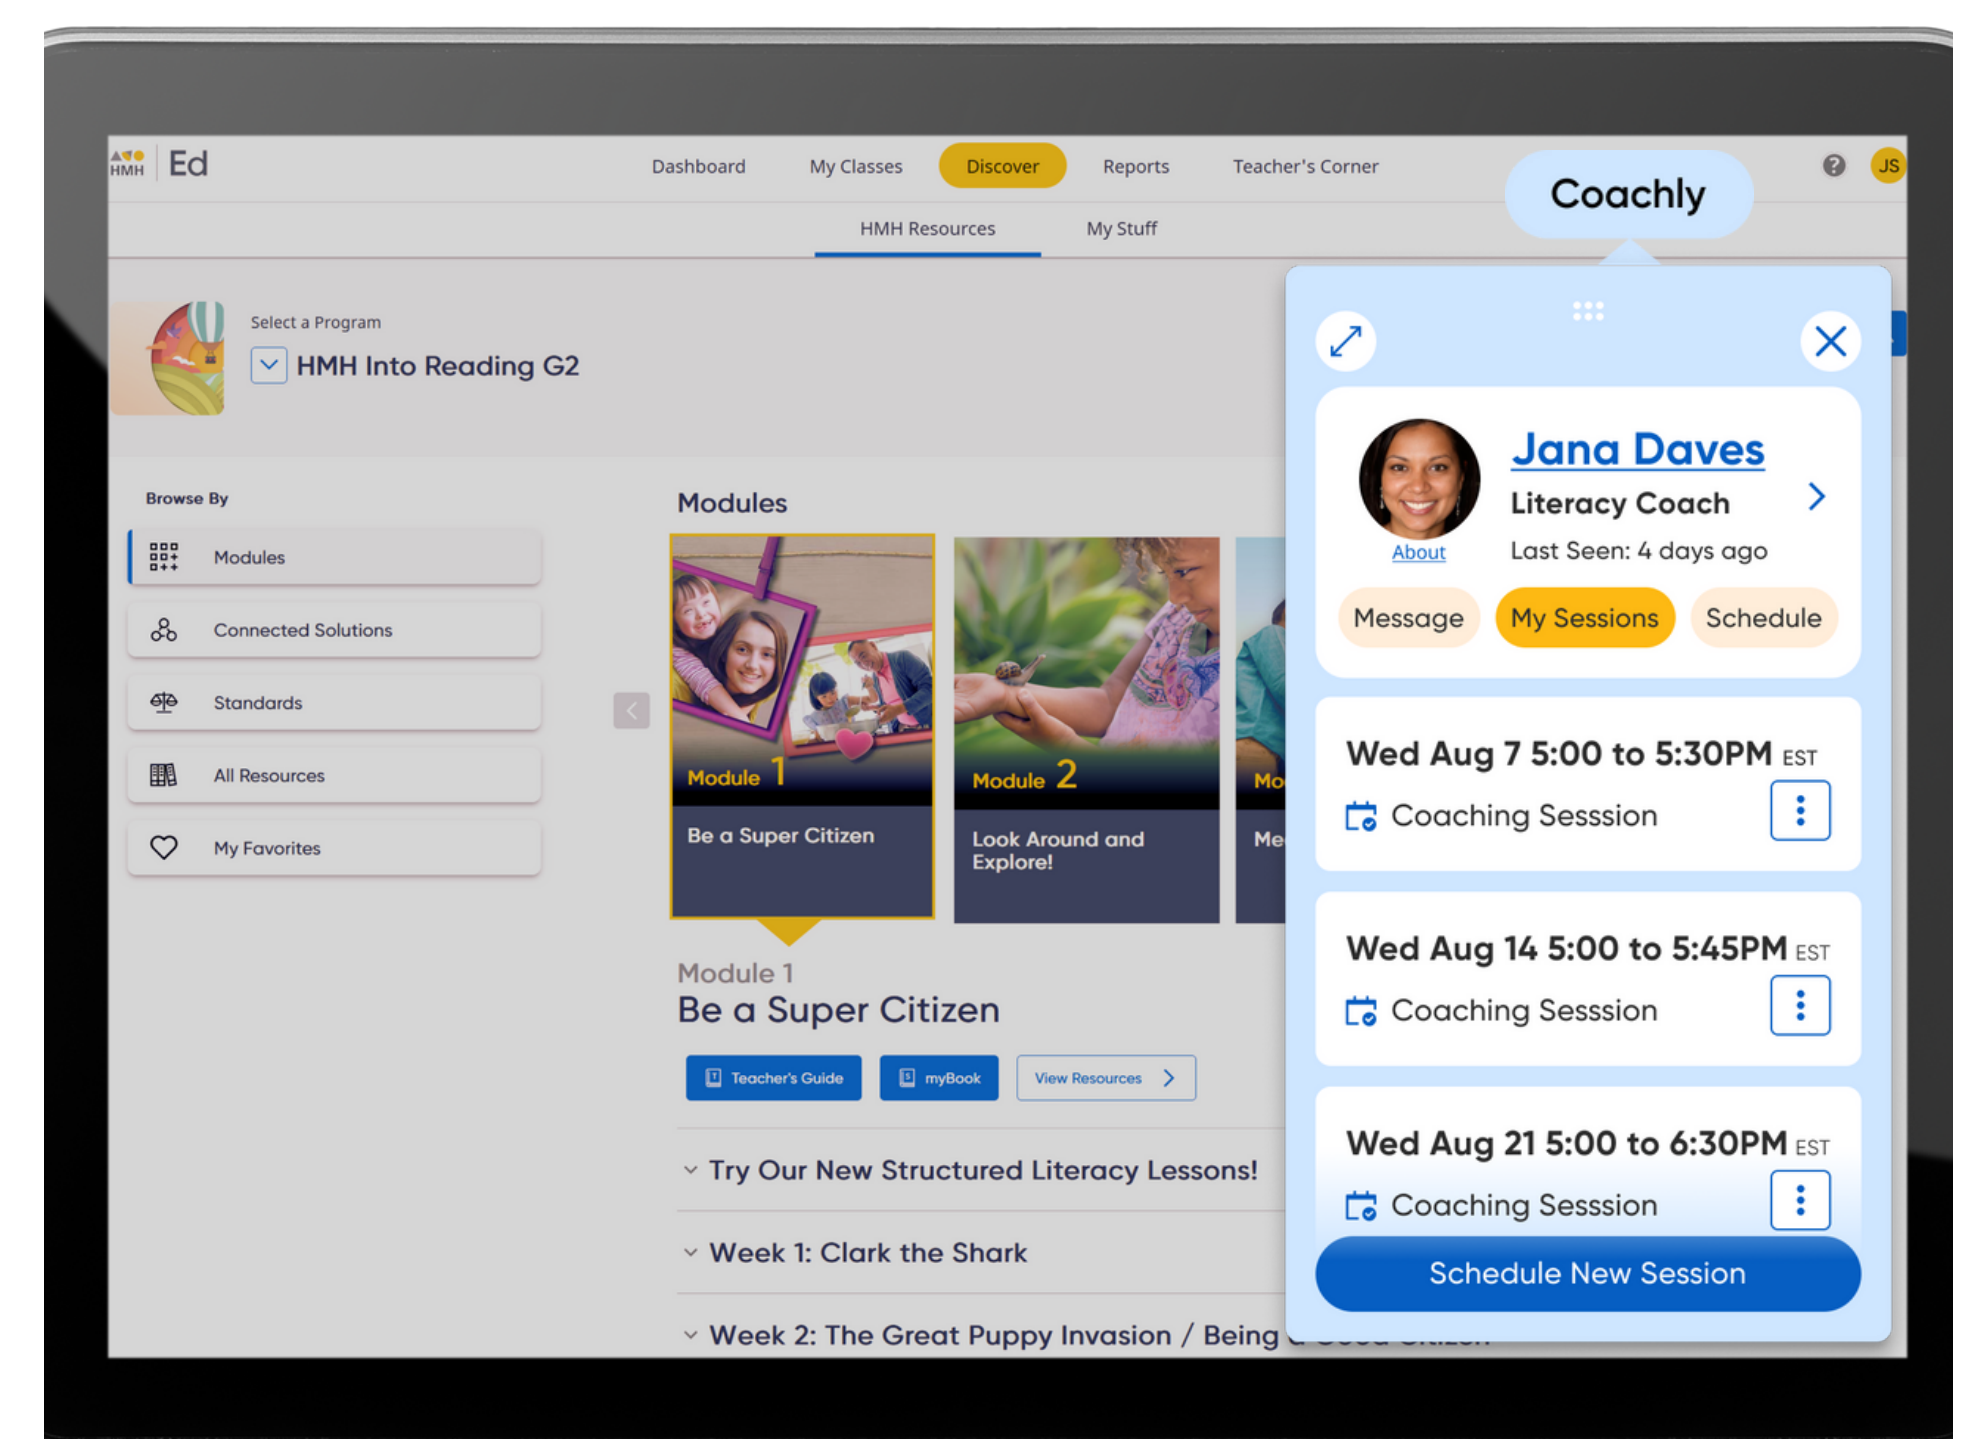 HMH
Ed
Dashboard
My Classes
Discover
Reports
Teacher's Corner
?
JS
HMH Resources
My Stuff
Coachly
Select a Program
HMH Into Reading G2
Browse By
Modules
Connected Solutions
Standards
All Resources
My Favorites
Modules
Module 1
Be a Super Citizen
Module 2
Look Around and
Explore!
Module 1
Be a Super Citizen
Teacher's Guide
myBook
View Resources
Try Our New Structured Literacy Lessons!
Week 1: Clark the Shark
Week 2: The Great Puppy Invasion / Being a Good Citizen
Jana Daves
Literacy Coach
About
Last Seen: 4 days ago
Message
My Sessions
Schedule
Wed Aug 7 5:00 to 5:30PM EST
Coaching Sesssion
Wed Aug 14 5:00 to 5:45PM EST
Coaching Sesssion
Wed Aug 21 5:00 to 6:30PM EST
Coaching Sesssion
Schedule New Session